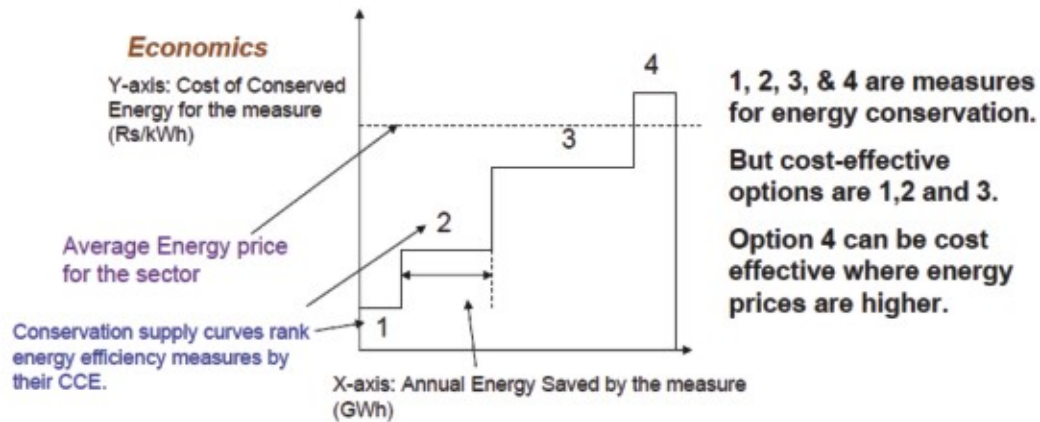 Economics
Y-axis: Cost of Conserved
Energy for the measure
(Rs/kWh)
Average Energy price
for the sector
Conservation supply curves rank
energy efficiency measures by
their CCE.
1
2
3
4
X-axis: Annual Energy Saved by the measure
(GWh)
1, 2, 3, & 4 are measures
for energy conservation.
But cost-effective
options are 1,2 and 3.
Option 4 can be cost
effective where energy
prices are higher.